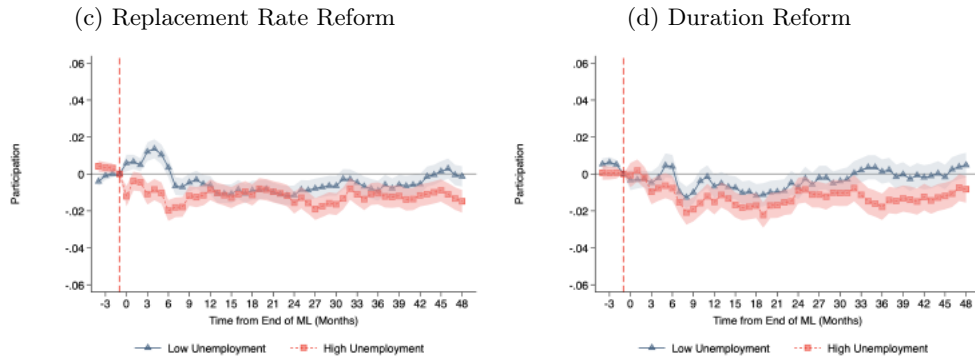 (c) Replacement Rate Reform
.06
.04
.02
0
-.02
-.04
-.06
Participation
-3 0 3 6 9 12 15 18 21 24 27 30 33 36 39 42 45 48
Time from End of ML (Months)
Low Unemployment High Unemployment
(d) Duration Reform
.06
.04
.02
0
-.02
-.04
-.06
Participation
-3 0 3 6 9 12 15 18 21 24 27 30 33 36 39 42 45 48
Time from End of ML (Months)
Low Unemployment High Unemployment